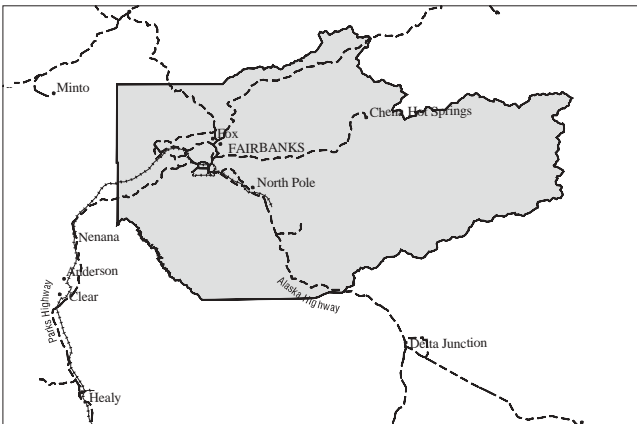 Minto
Chena Hot Springs
Fox
FAIRBANKS
North Pole
Nenana
Anderson
Clear
Parks Highway
Alaska Highway
Delta Junction
Healy